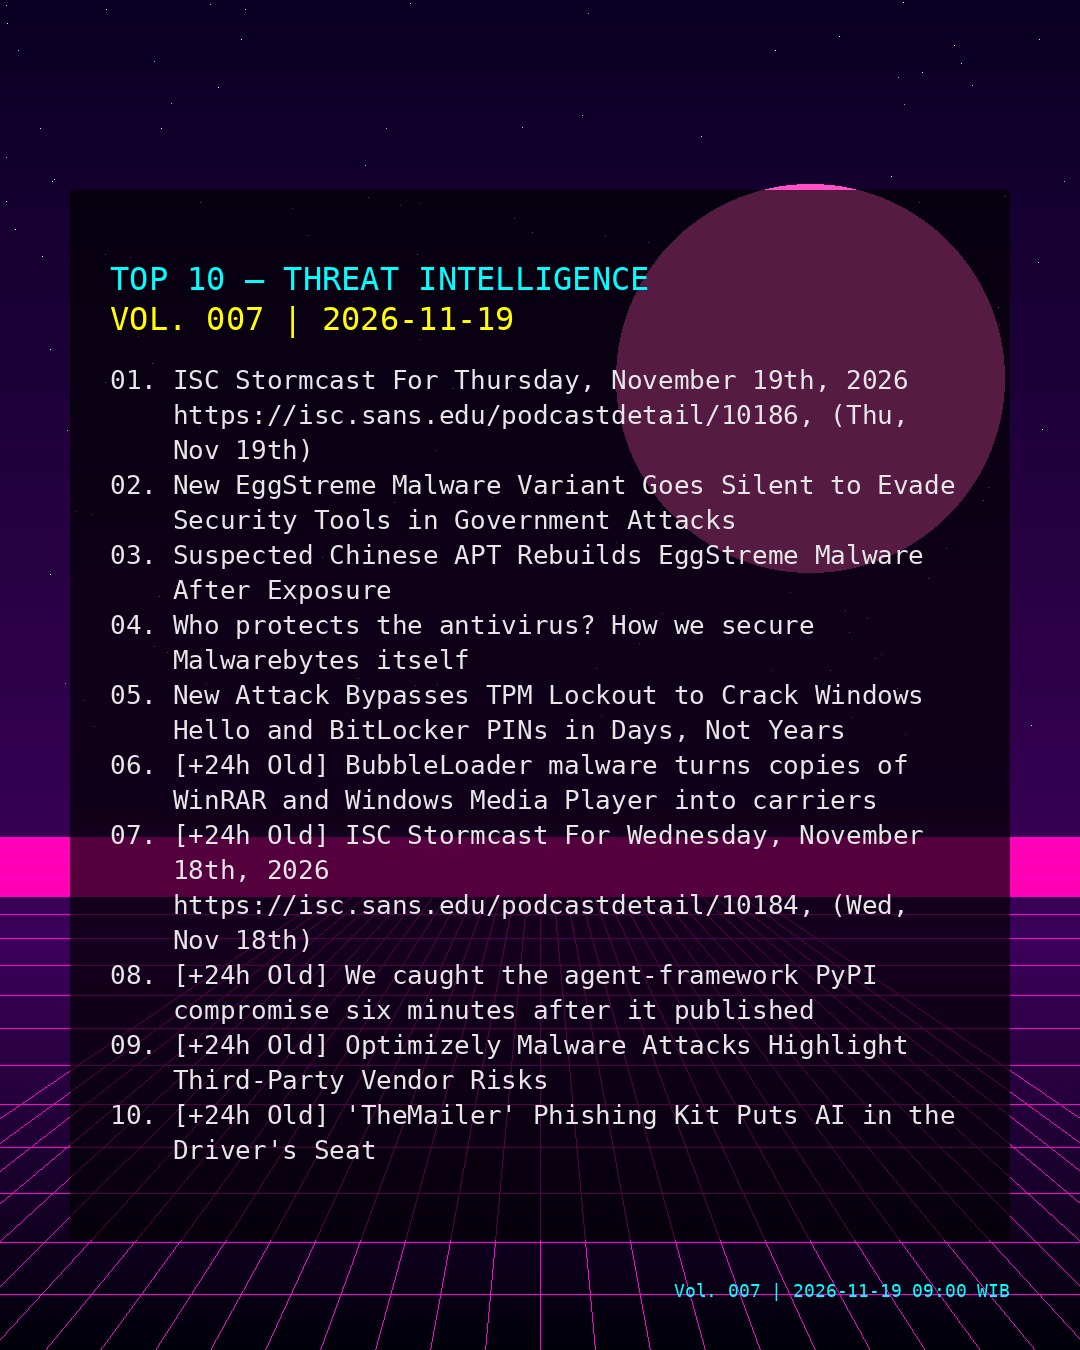 TOP 10 — THREAT INTELLIGENCE
VOL. 007 | 2026-11-19
01. ISC Stormcast For Thursday, November 19th, 2026
https://isc.sans.edu/podcastdetail/10186, (Thu,
Nov 19th)
02. New EggStreme Malware Variant Goes Silent to Evade
Security Tools in Government Attacks
03. Suspected Chinese APT Rebuilds EggStreme Malware
After Exposure
04. Who protects the antivirus? How we secure
Malwarebytes itself
05. New Attack Bypasses TPM Lockout to Crack Windows
Hello and BitLocker PINs in Days, Not Years
06. [+24h Old] BubbleLoader malware turns copies of
WinRAR and Windows Media Player into carriers
07. [+24h Old] ISC Stormcast For Wednesday, November
18th, 2026
https://isc.sans.edu/podcastdetail/10184, (Wed,
Nov 18th)
08. [+24h Old] We caught the agent-framework PyPI
compromise six minutes after it published
09. [+24h Old] Optimizely Malware Attacks Highlight
Third-Party Vendor Risks
10. [+24h Old] 'TheMailer' Phishing Kit Puts AI in the
Driver's Seat
Vol. 007 | 2026-11-19 09:00 WIB